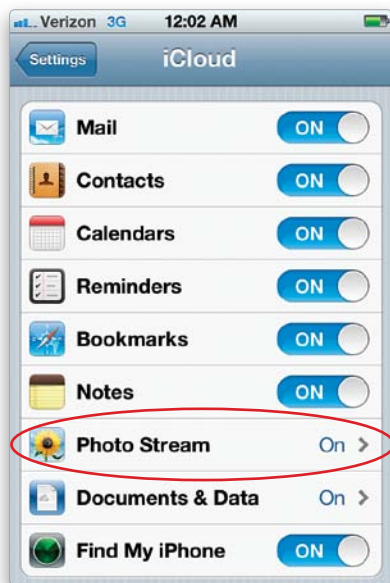 Verizon 3G 12:02 AM
Settings iCloud
Mail ON
Contacts ON
Calendars ON
Reminders ON
Bookmarks ON
Notes ON
Photo Stream On
Documents & Data On
Find My iPhone ON